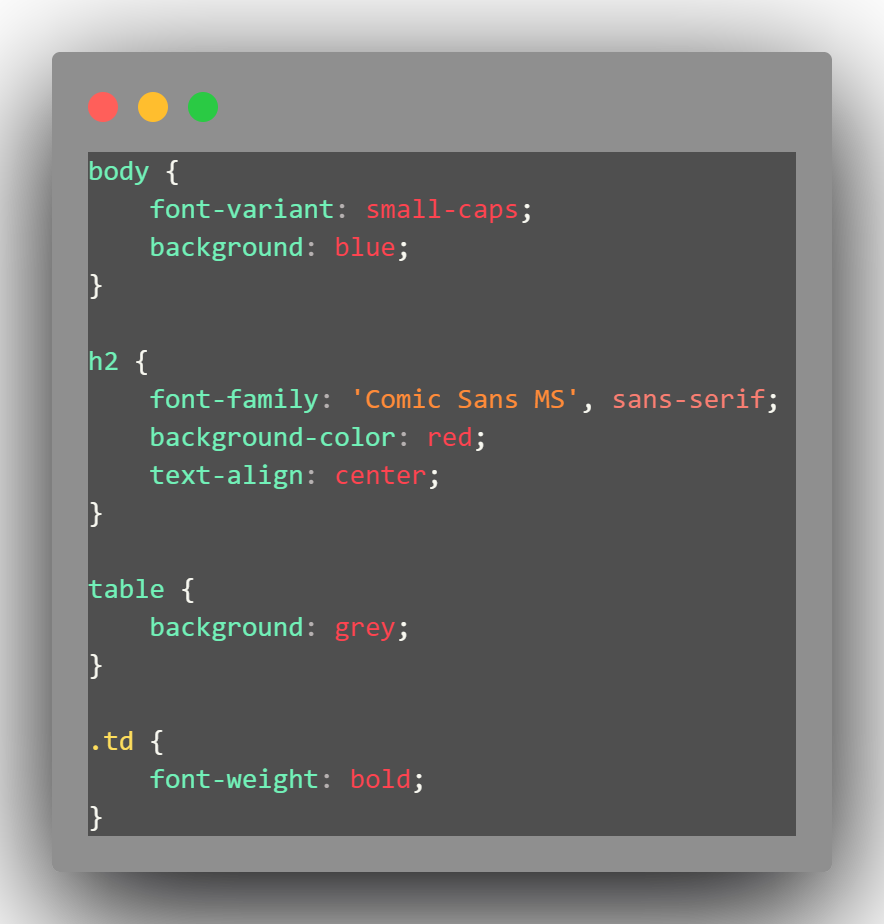 body {
    font-variant: small-caps;
    background: blue;
}

h2 {
    font-family: 'Comic Sans MS', sans-serif;
    background-color: red;
    text-align: center;
}

table {
    background: grey;
}

.td {
    font-weight: bold;
}